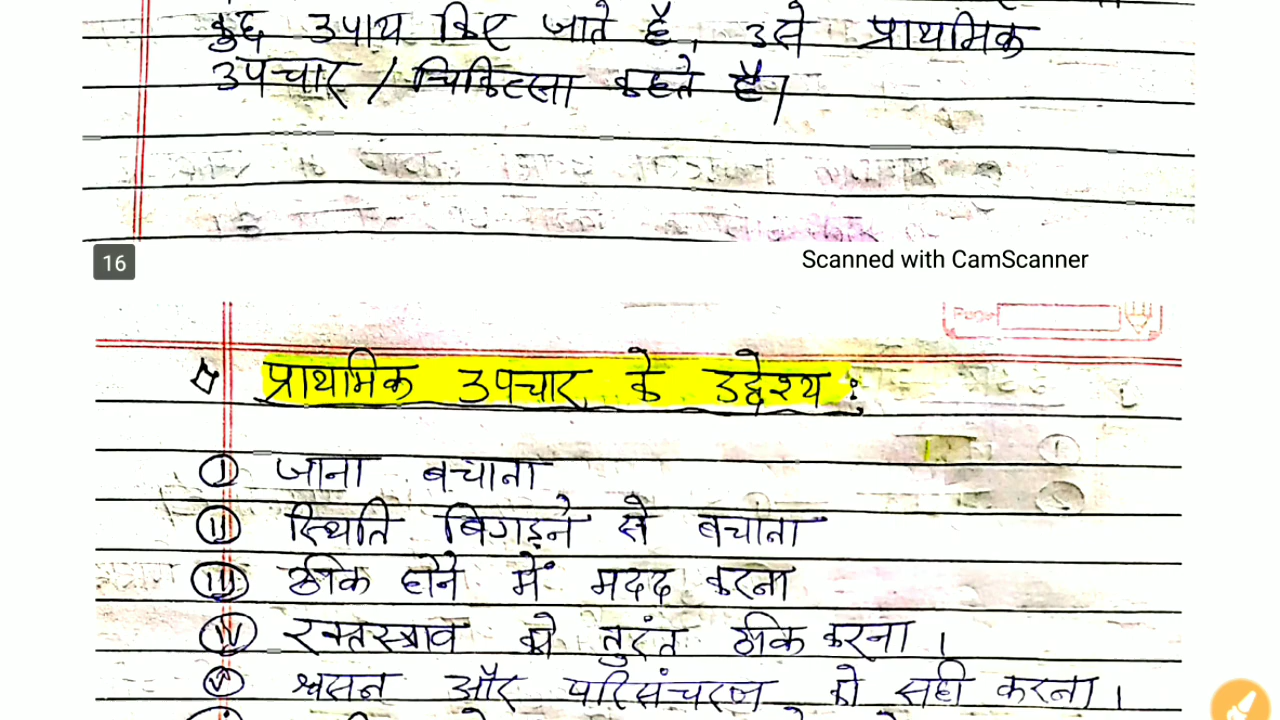 कुछ उपाय किए जाते है, उसे प्राथमिक
उपचार / चिकित्सा कहते है।
16
Scanned with CamScanner
Page
प्राथमिक उपचार के उद्देश्य :
(I) जाना बचाना
(II) स्थिति बिगड़ने से बचाना
(III) ठीक होने में मदद करना
(IV) रक्तस्त्राव को तुरंत ठीक करना ।
(V) श्वसन और परिसंचरण को सही करना ।